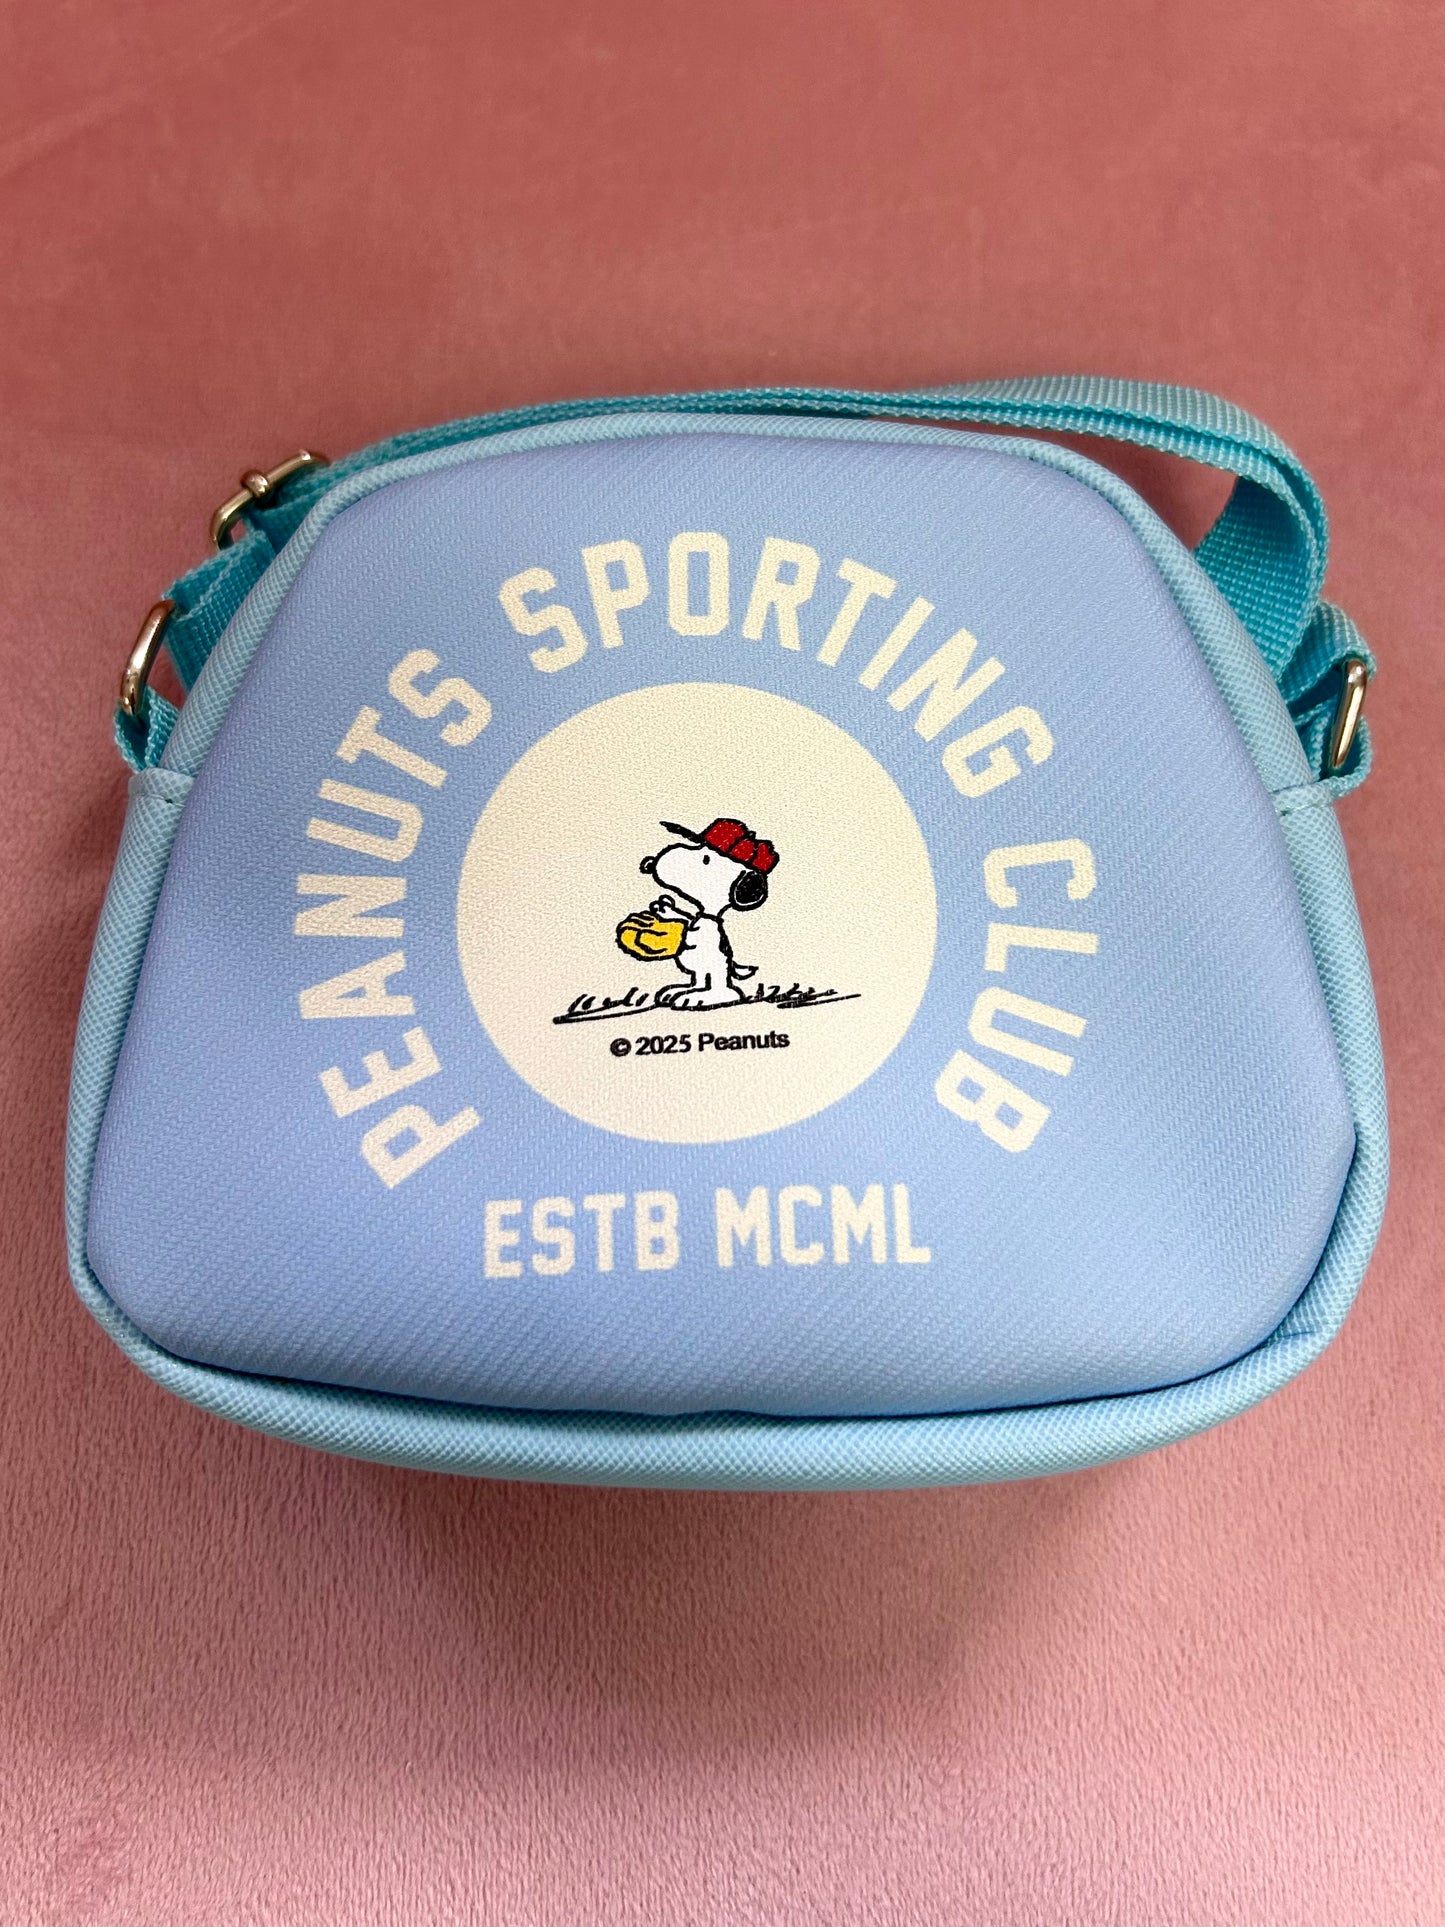 PEANUTS SPORTING CLUB
© 2025 Peanuts
ESTB MCML